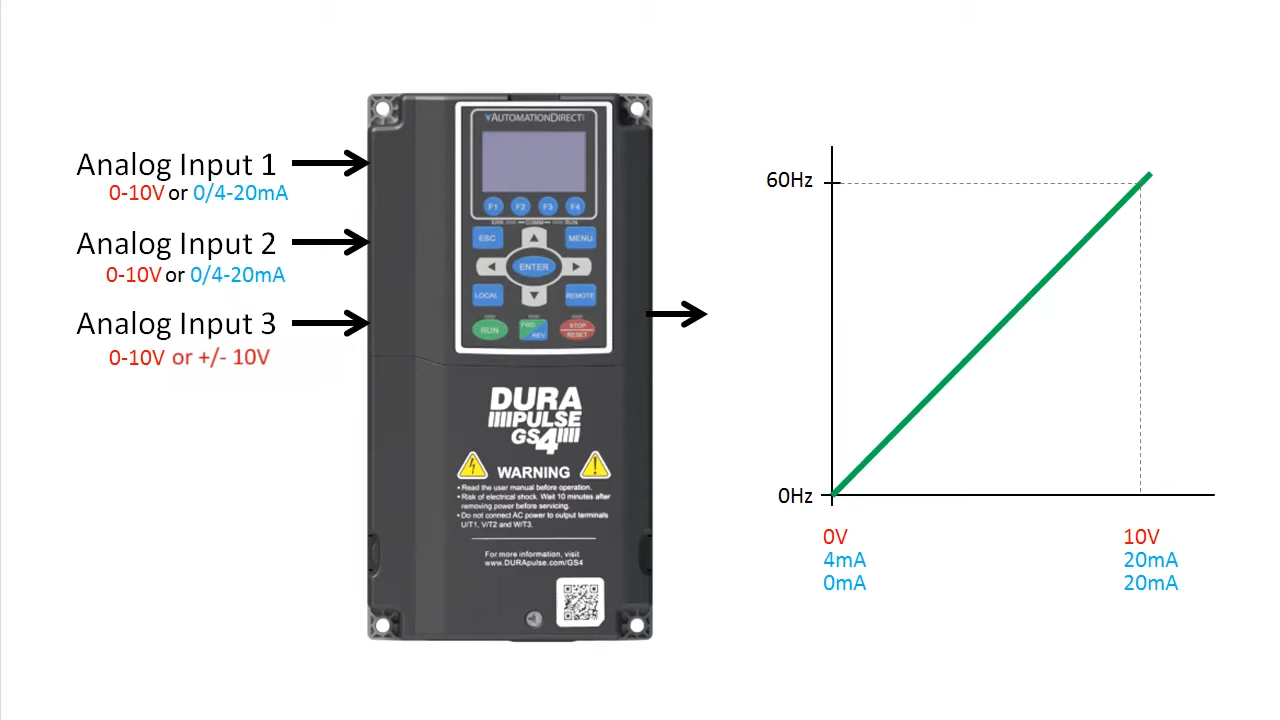 Analog Input 1
0-10V or 0/4-20mA
Analog Input 2
0-10V or 0/4-20mA
Analog Input 3
0-10V or +/- 10V
AUTOMATIONDIRECT
F1 F2 F3 F4
ERR COMM RUN
ESC MENU
ENTER
LOCAL REMOTE
RUN FWD REV STOP RESET
DURA
PULSE
GS4
WARNING
• Read the user manual before operation.
• Risk of electrical shock. Wait 10 minutes after
removing power before servicing.
• Do not connect AC power to output terminals
U/T1, V/T2 and W/T3.
For more information, visit
www.DURApulse.com/GS4
60Hz
0Hz
0V 10V
4mA 20mA
0mA 20mA